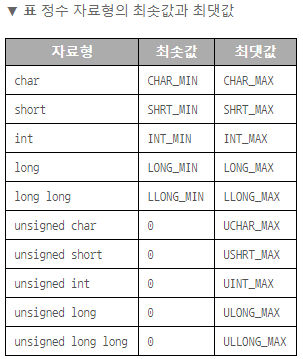 ▼ 표 정수 자료형의 최솟값과 최댓값
자료형 최솟값 최댓값
char CHAR_MIN CHAR_MAX
short SHRT_MIN SHRT_MAX
int INT_MIN INT_MAX
long LONG_MIN LONG_MAX
long long LLONG_MIN LLONG_MAX
unsigned char 0 UCHAR_MAX
unsigned short 0 USHRT_MAX
unsigned int 0 UINT_MAX
unsigned long 0 ULONG_MAX
unsigned long long 0 ULLONG_MAX